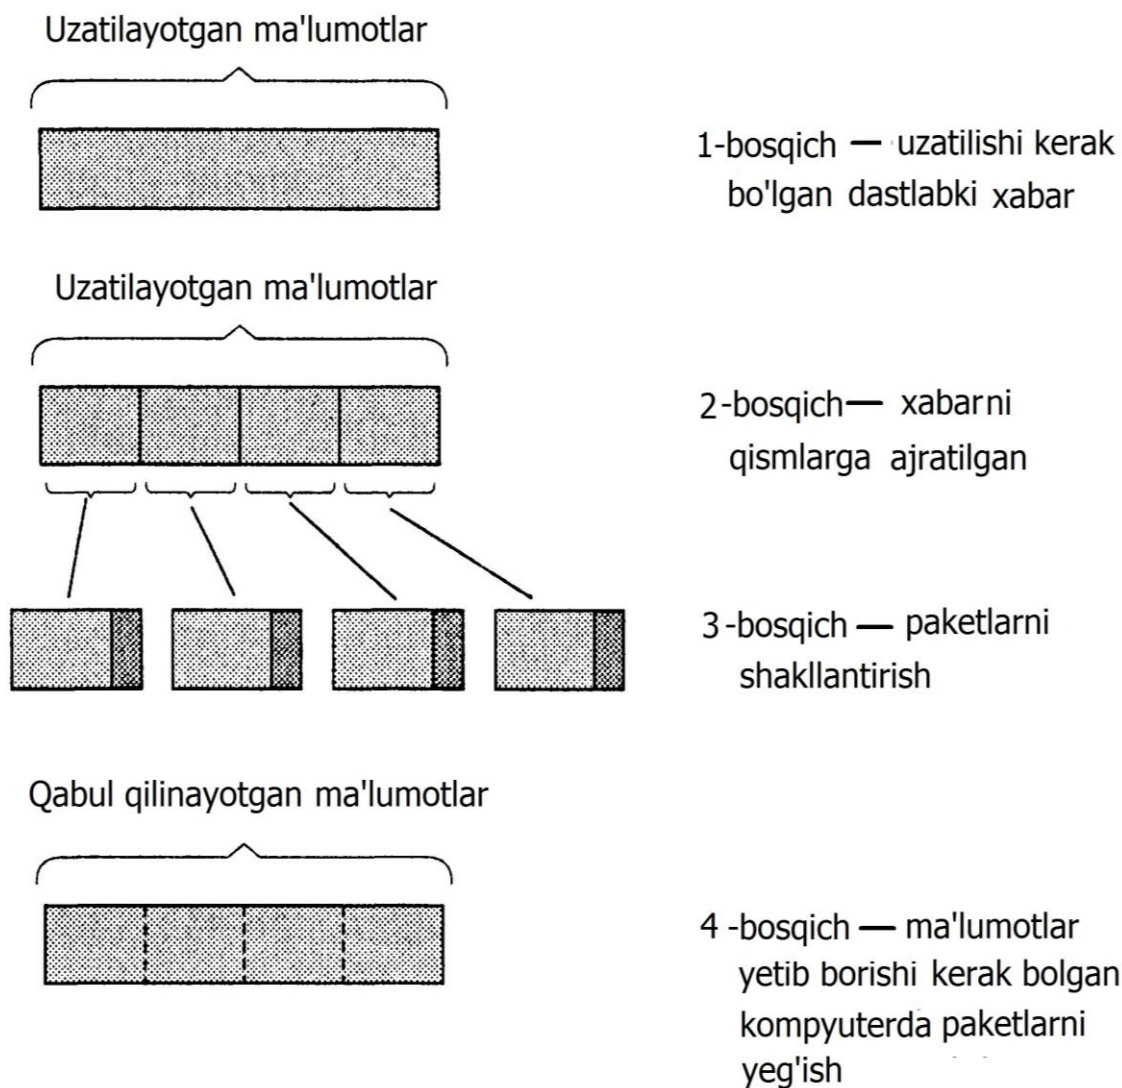 Uzatilayotgan ma'lumotlar
1-bosqich — uzatilishi kerak
bo'lgan dastlabki xabar
Uzatilayotgan ma'lumotlar
2-bosqich — xabarni
qismlarga ajratilgan
3-bosqich — paketlarni
shakllantirish
Qabul qilinayotgan ma'lumotlar
4-bosqich — ma'lumotlar
yetib borishi kerak bolgan
kompyuterda paketlarni
yeg'ish